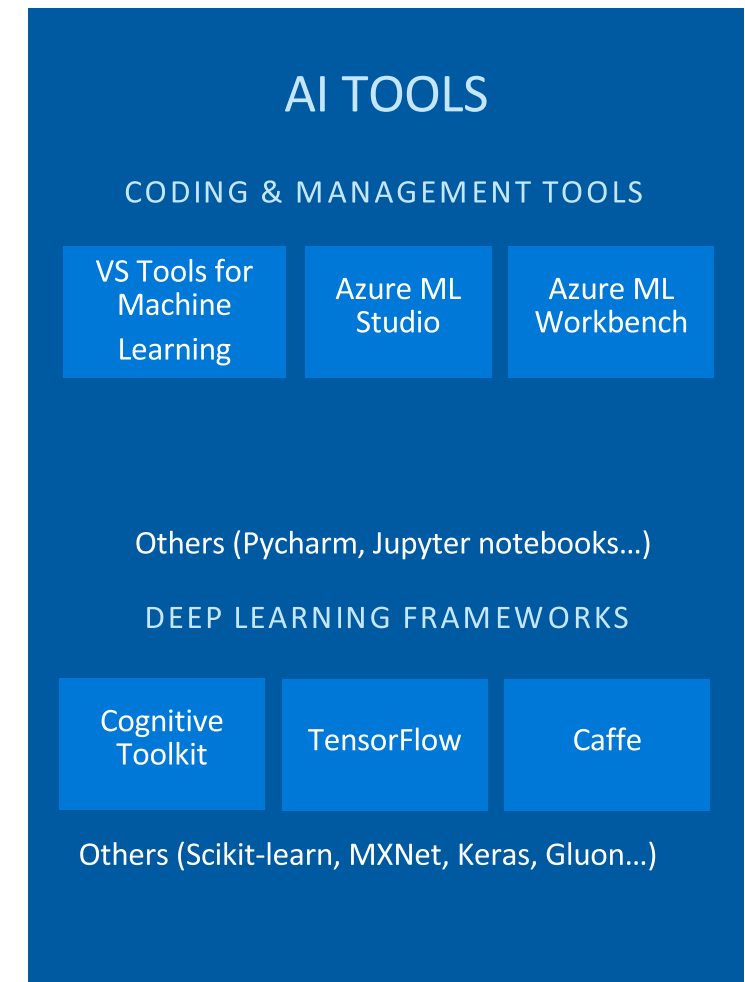 AI TOOLS
CODING & MANAGEMENT TOOLS
VS Tools for
Machine
Learning
Azure ML
Studio
Azure ML
Workbench
Others (Pycharm, Jupyter notebooks…)
DEEP LEARNING FRAMEWORKS
Cognitive
Toolkit
TensorFlow
Caffe
Others (Scikit-learn, MXNet, Keras, Gluon…)